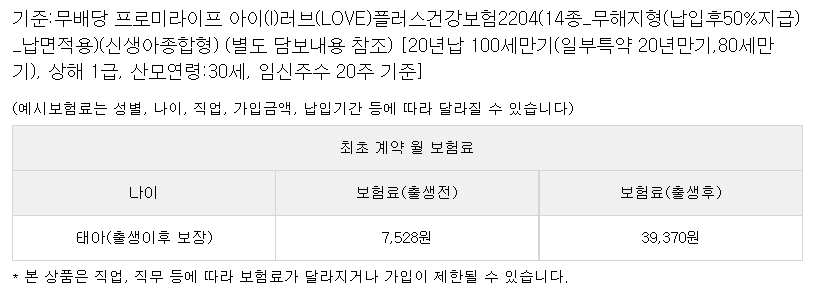 기준:무배당 프로미라이프 아이(I)러브(LOVE)플러스건강보험2204(14종_무해지형(납입후50%지급)
_납면적용)(신생아종합형) (별도 담보내용 참조) [20년납 100세만기(일부특약 20년만기,80세만
기), 상해 1급, 산모연령:30세, 임신주수 20주 기준]
(예시보험료는 성별, 나이, 직업, 가입금액, 납입기간 등에 따라 달라질 수 있습니다)
최초 계약 월 보험료
나이 보험료(출생전) 보험료(출생후)
태아(출생이후 보장) 7,528원 39,370원
* 본 상품은 직업, 직무 등에 따라 보험료가 달라지거나 가입이 제한될 수 있습니다.